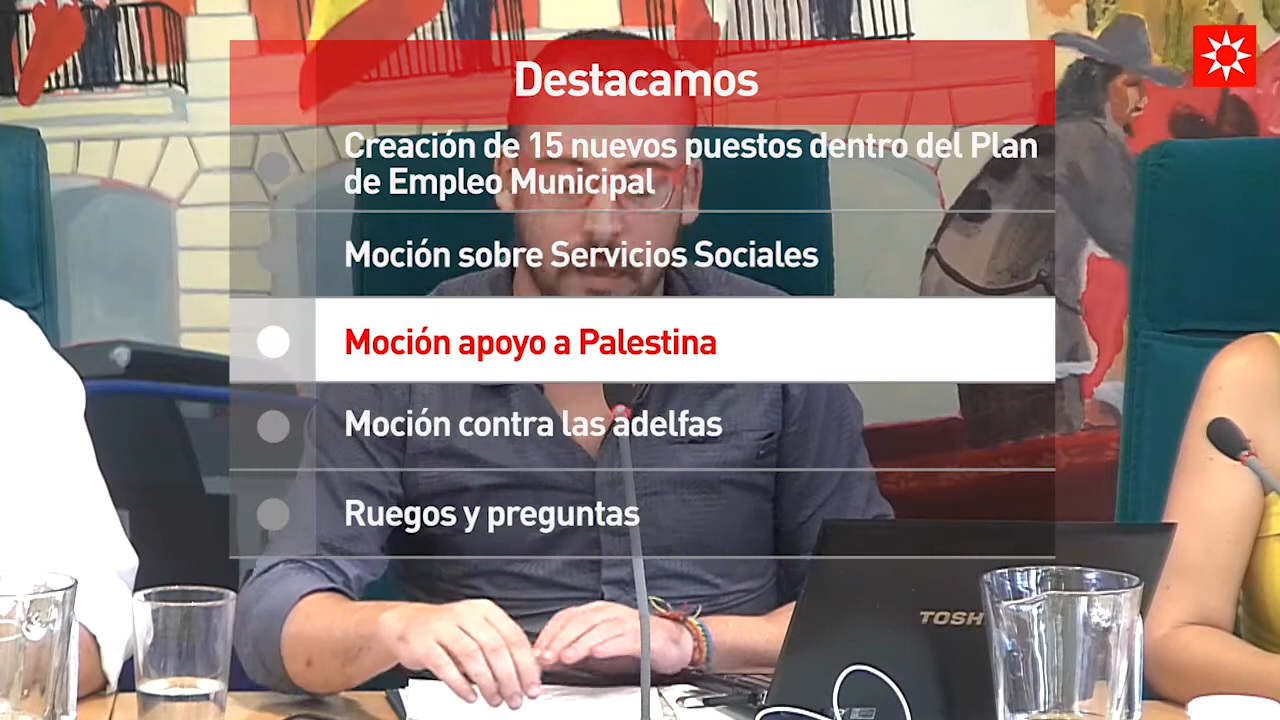 Destacamos
Creación de 15 nuevos puestos dentro del Plan
de Empleo Municipal
Moción sobre Servicios Sociales
Moción apoyo a Palestina
Moción contra las adelfas
Ruegos y preguntas
TOSH